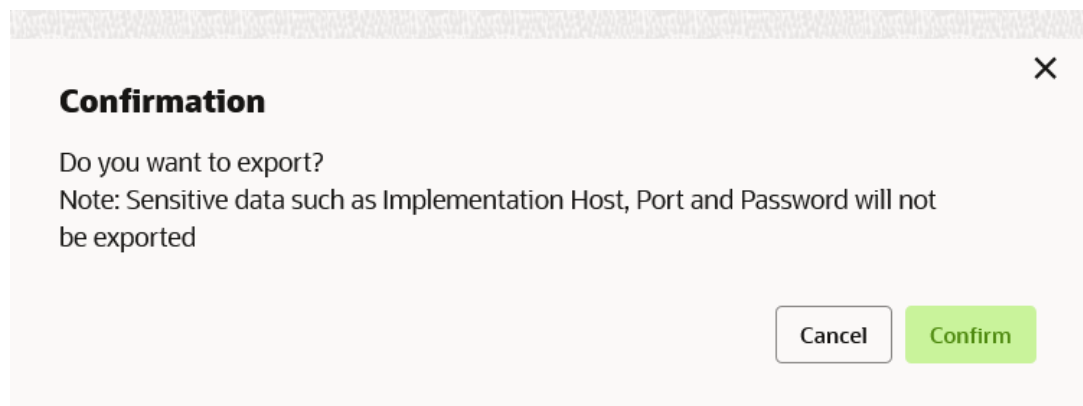 Confirmation
Do you want to export?
Note: Sensitive data such as Implementation Host, Port and Password will not
be exported
Cancel Confirm